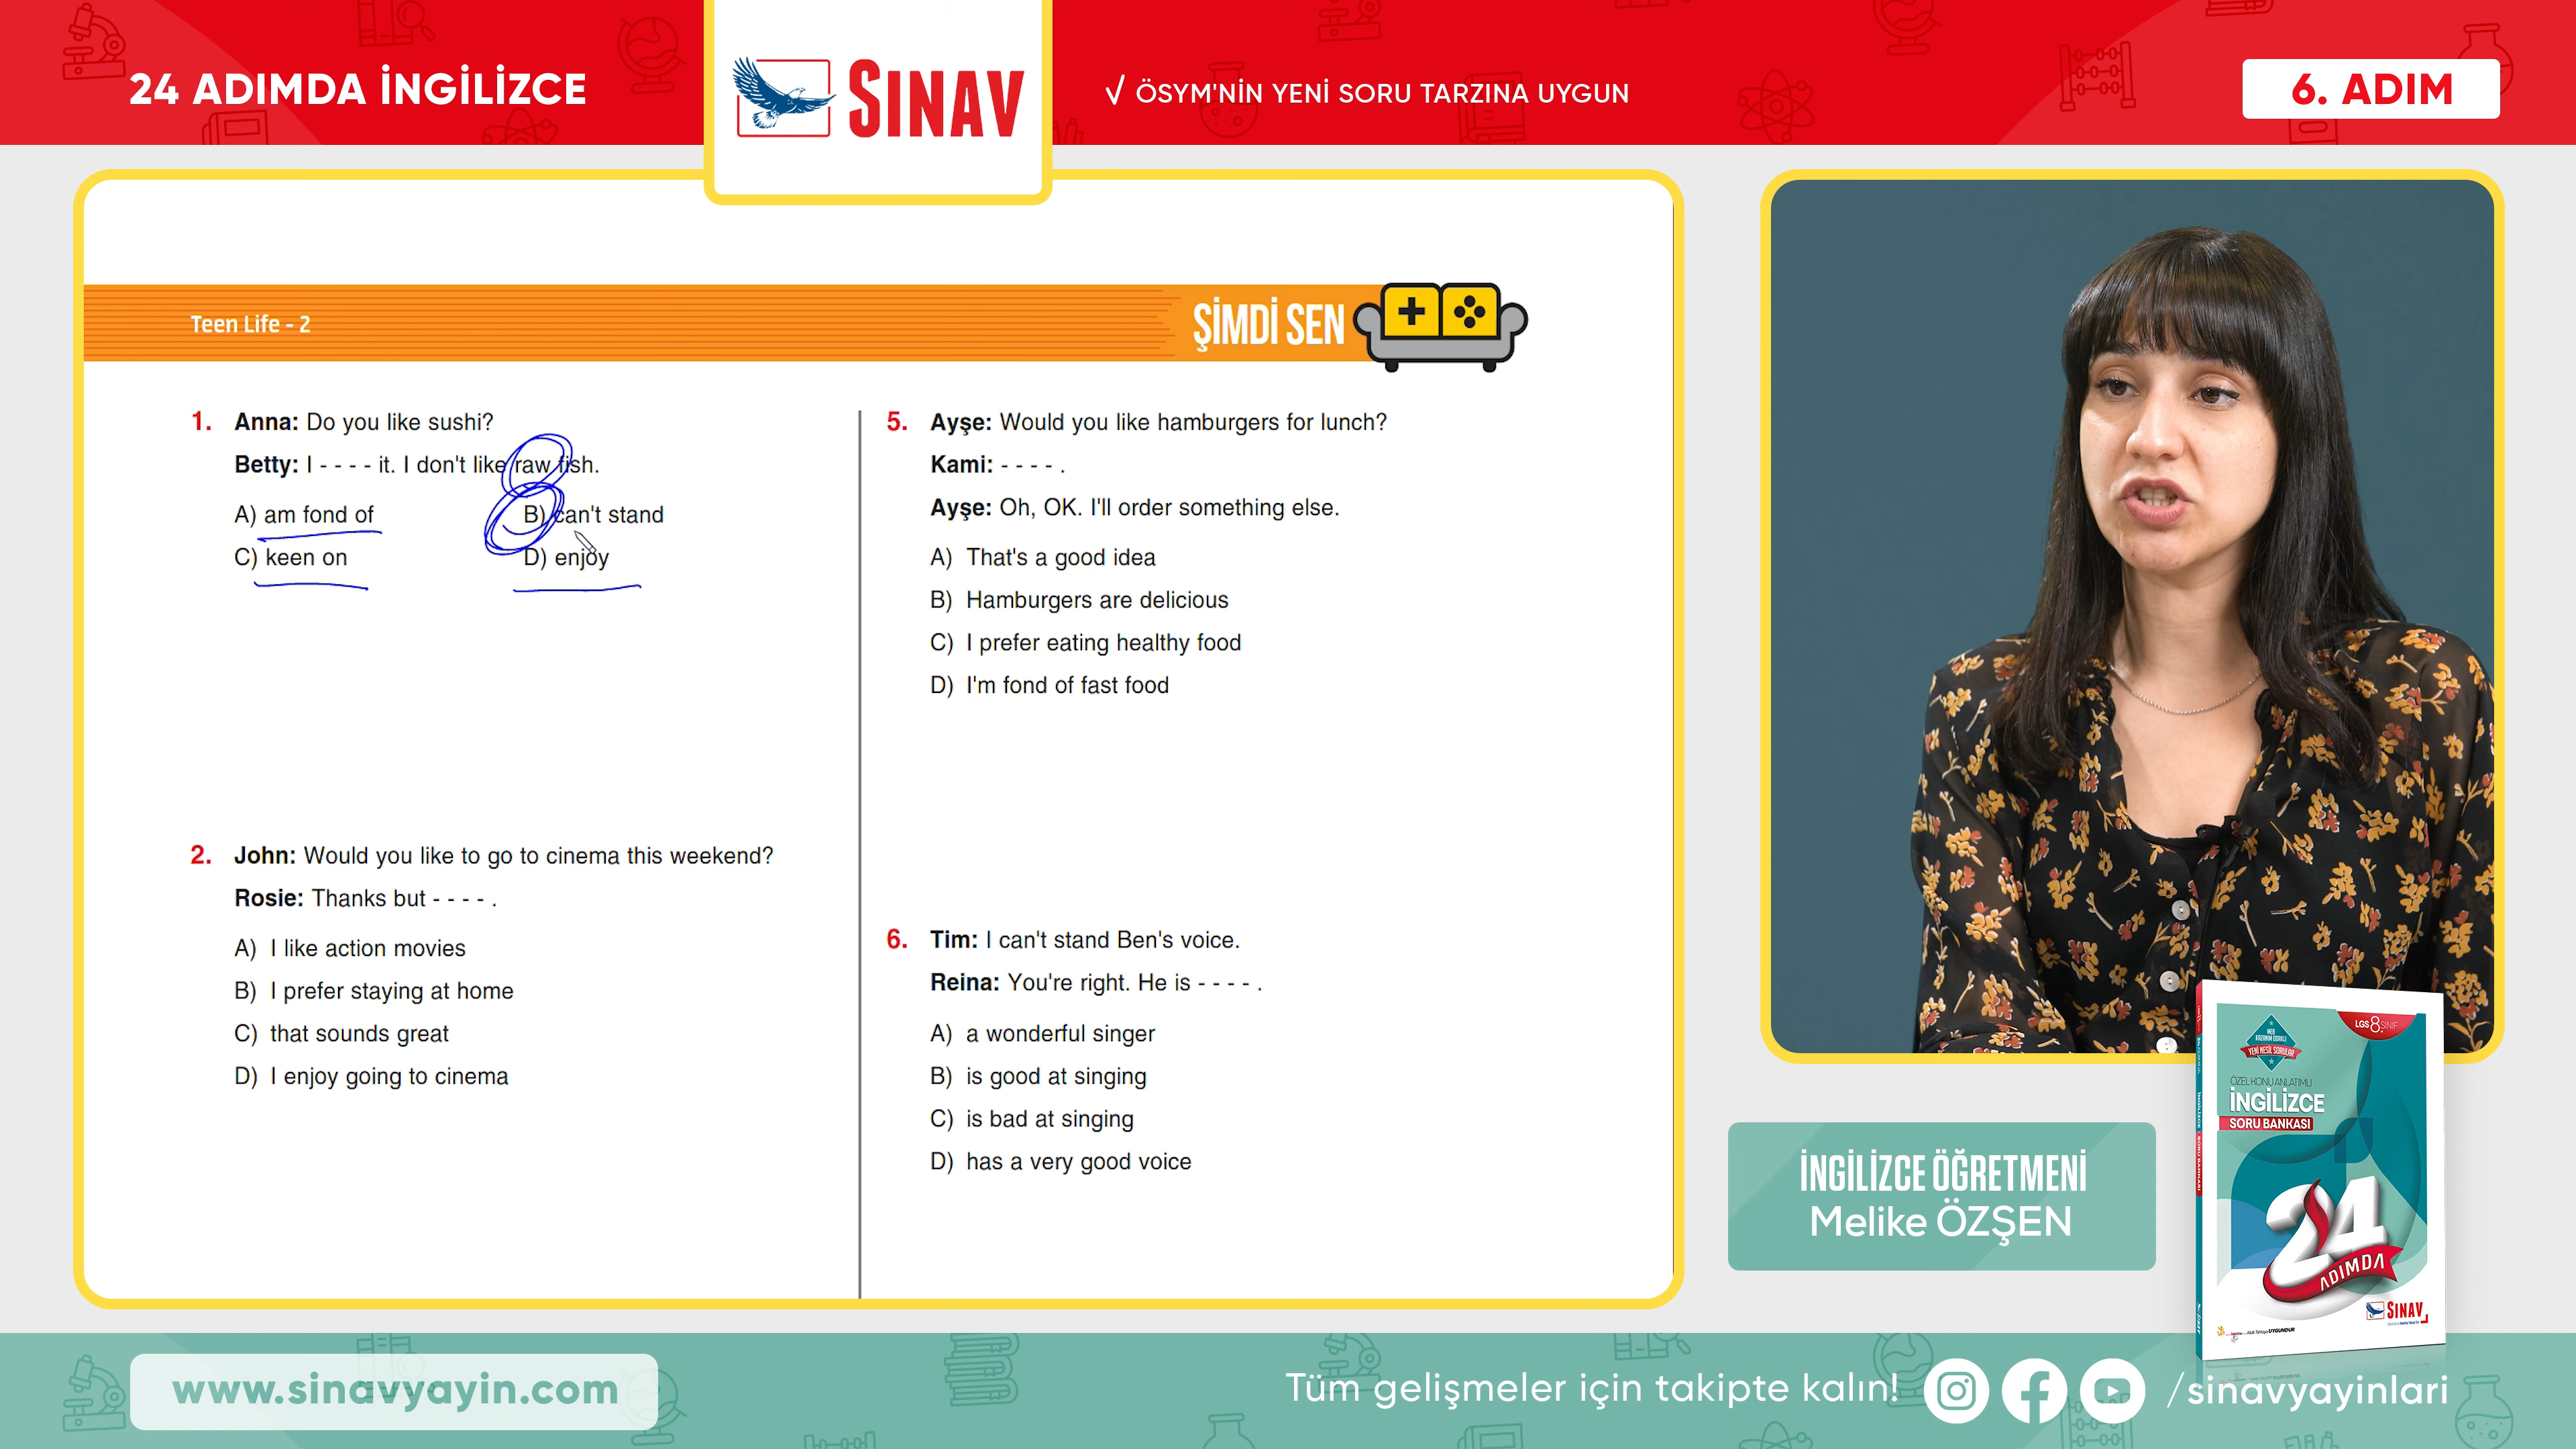 24 ADIMDA İNGİLİZCE
SINAV
√ ÖSYM'NİN YENİ SORU TARZINA UYGUN
6. ADIM
Teen Life - 2
ŞİMDİ SEN
1. Anna: Do you like sushi?
Betty: I - - - - it. I don't like raw fish.
A) am fond of
B) can't stand
C) keen on
D) enjoy
2. John: Would you like to go to cinema this weekend?
Rosie: Thanks but - - - - .
A) I like action movies
B) I prefer staying at home
C) that sounds great
D) I enjoy going to cinema
5. Ayşe: Would you like hamburgers for lunch?
Kami: - - - - .
Ayşe: Oh, OK. I'll order something else.
A) That's a good idea
B) Hamburgers are delicious
C) I prefer eating healthy food
D) I'm fond of fast food
6. Tim: I can't stand Ben's voice.
Reina: You're right. He is - - - - .
A) a wonderful singer
B) is good at singing
C) is bad at singing
D) has a very good voice
İNGİLİZCE ÖĞRETMENİ
Melike ÖZŞEN
LGS 8. SINIF
YENİ NESİL SORULAR
ÖZEL KONU ANLATIMLI
İNGİLİZCE
SORU BANKASI
24
ADIMDA
SINAV
www.sinavyayin.com
Tüm gelişmeler için takipte kalın!
/sinavyayinlari